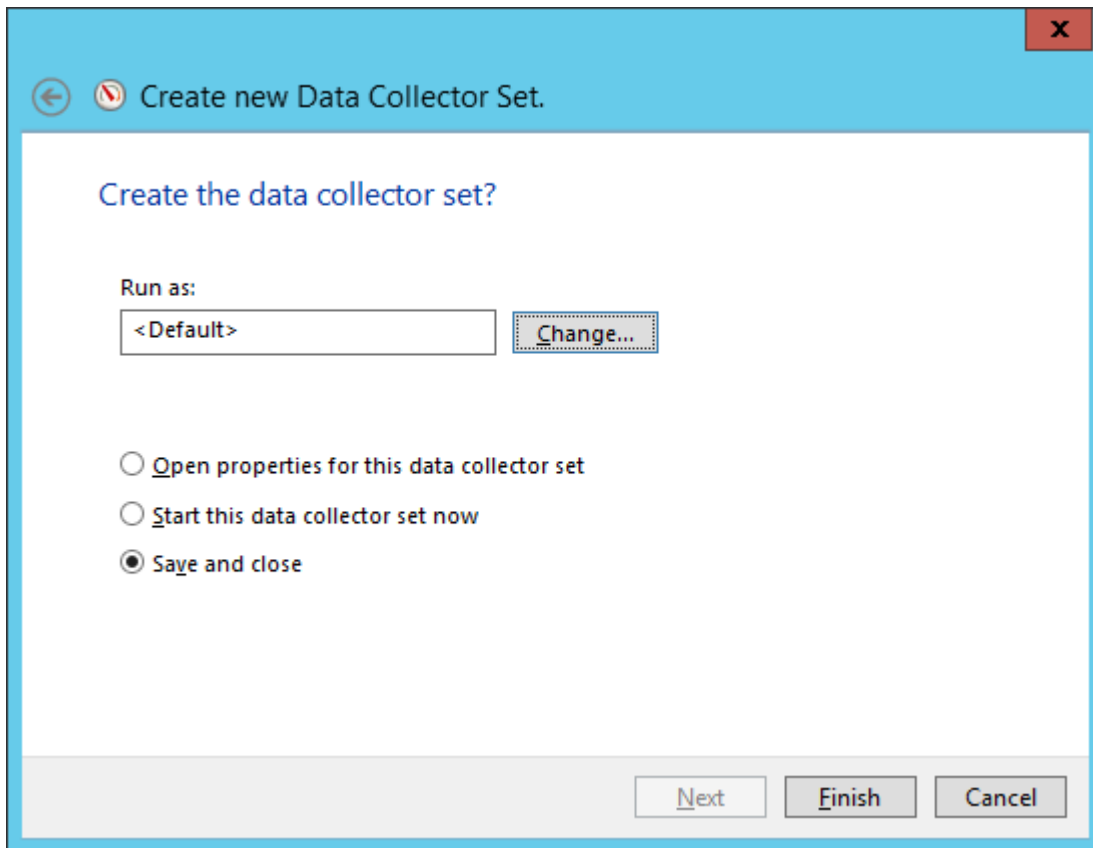 x
Create new Data Collector Set.
Create the data collector set?
Run as:
<Default>
Change...
Open properties for this data collector set
Start this data collector set now
Save and close
Next
Finish
Cancel